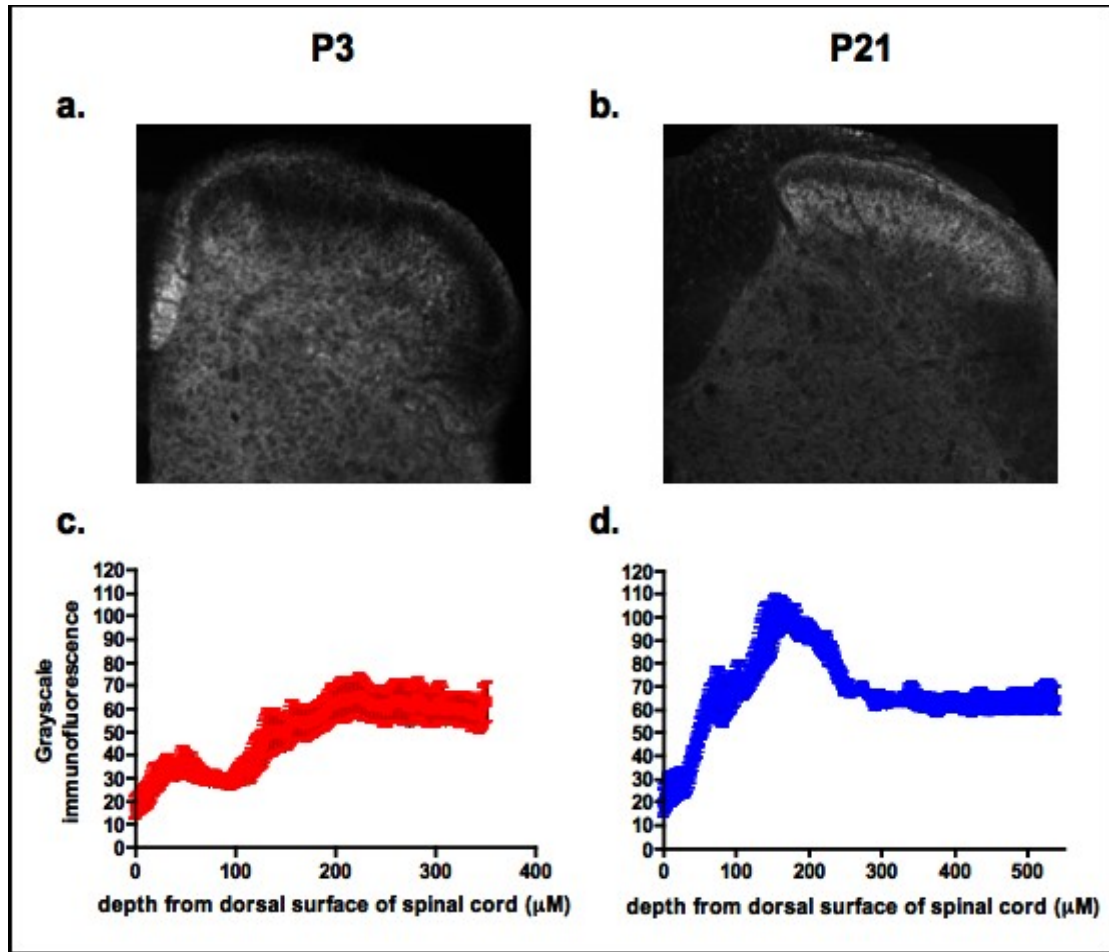 P3
P21
a.
b.
c.
d.
120
110
100
90
80
70
60
50
40
30
20
10
0
Grayscale
immunofluorescence
0 100 200 300 400
depth from dorsal surface of spinal cord (μM)
120
110
100
90
80
70
60
50
40
30
20
10
0
0 100 200 300 400 500
depth from dorsal surface of spinal cord (μM)